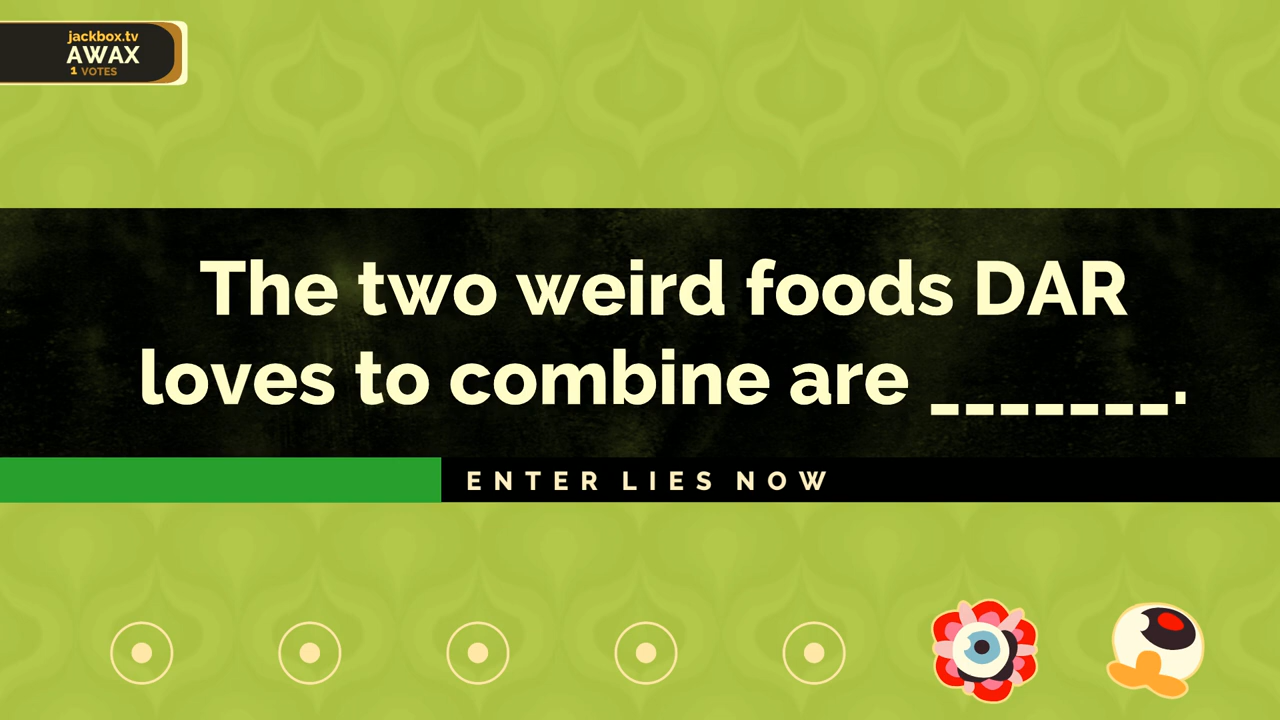 jackbox.tv
AWAX
1 VOTES
The two weird foods DAR
loves to combine are _______.
ENTER LIES NOW